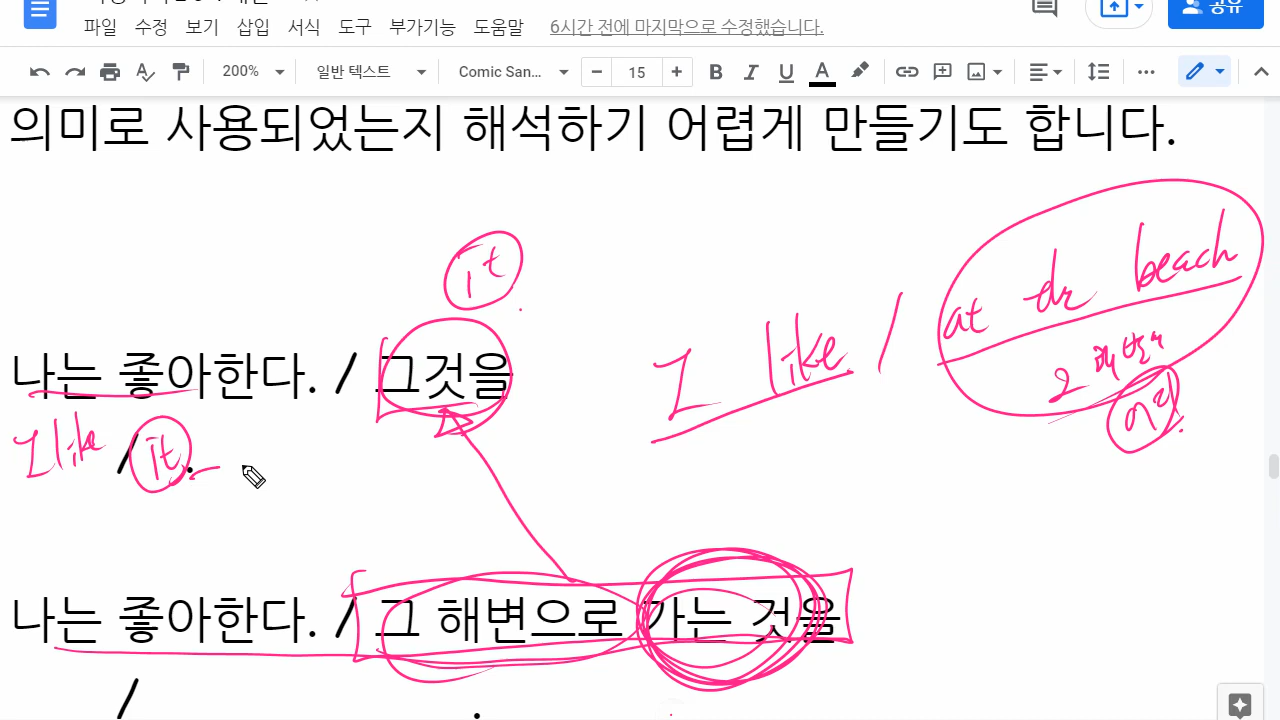 파일 수정 보기 삽입 서식 도구 부가기능 도움말 6시간 전에 마지막으로 수정했습니다.
공유
200% 일반 텍스트 Comic San... 15 B I U A
의미로 사용되었는지 해석하기 어렵게 만들기도 합니다.
it
I like / at the beach
나는 좋아한다. / 그것을
I like / it.
나는 좋아한다. / 그 해변으로 가는 것을
/ .